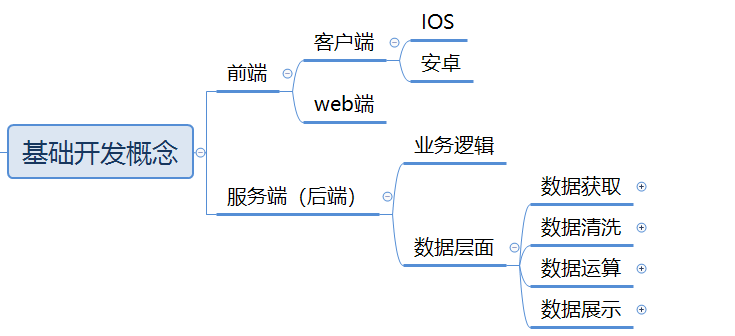 基础开发概念
前端
客户端
IOS
安卓
web端
服务端（后端）
业务逻辑
数据层面
数据获取
数据清洗
数据运算
数据展示